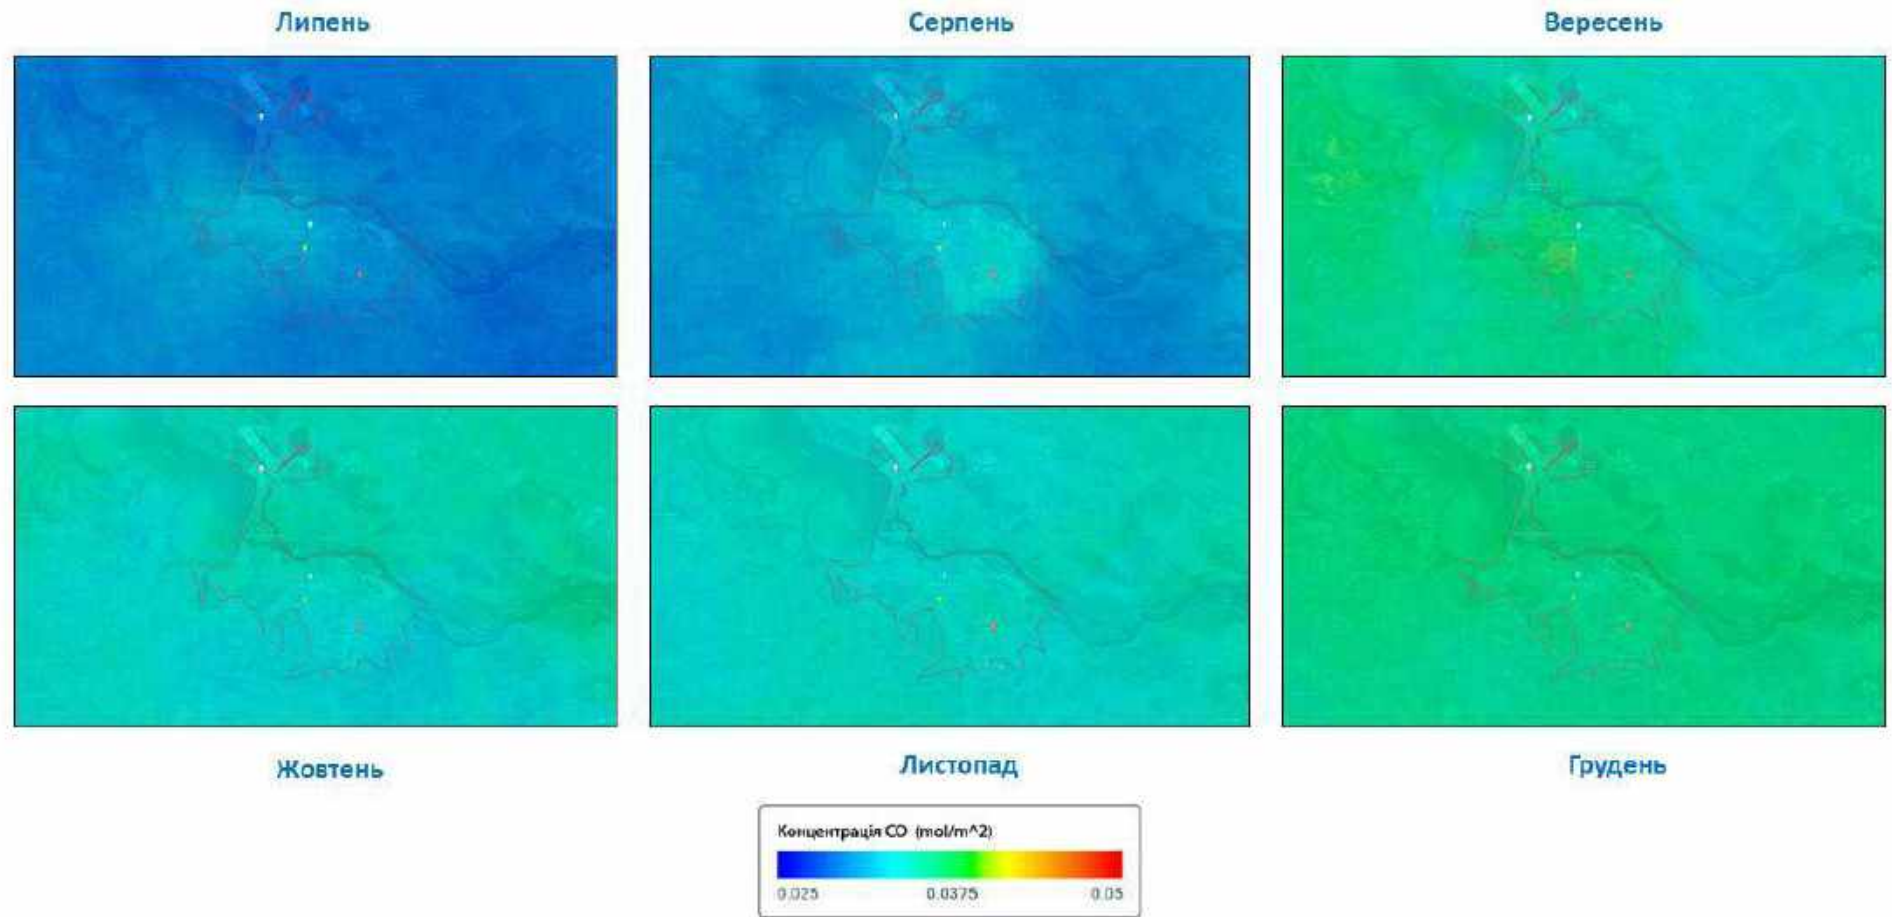 Липень
Серпень
Вересень
Жовтень
Листопад
Грудень
Концентрація CO (mol/m^2)
0.025
0.0375
0.05